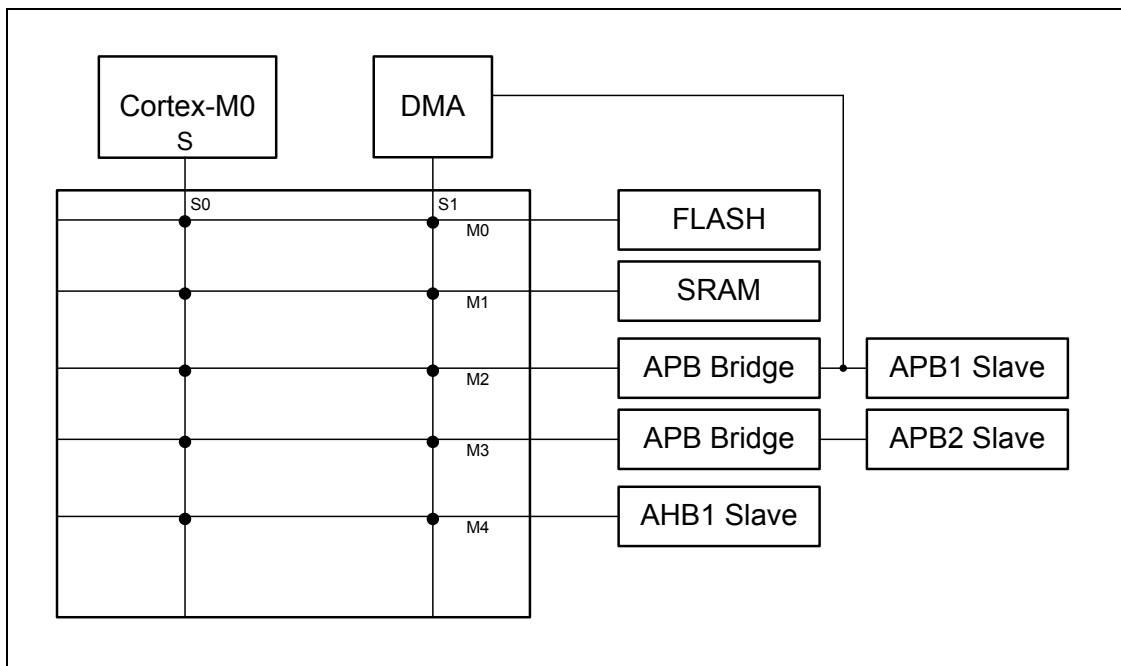 Cortex-M0
S
DMA
S0
S1
M0
FLASH
M1
SRAM
M2
APB Bridge
APB1 Slave
M3
APB Bridge
APB2 Slave
M4
AHB1 Slave